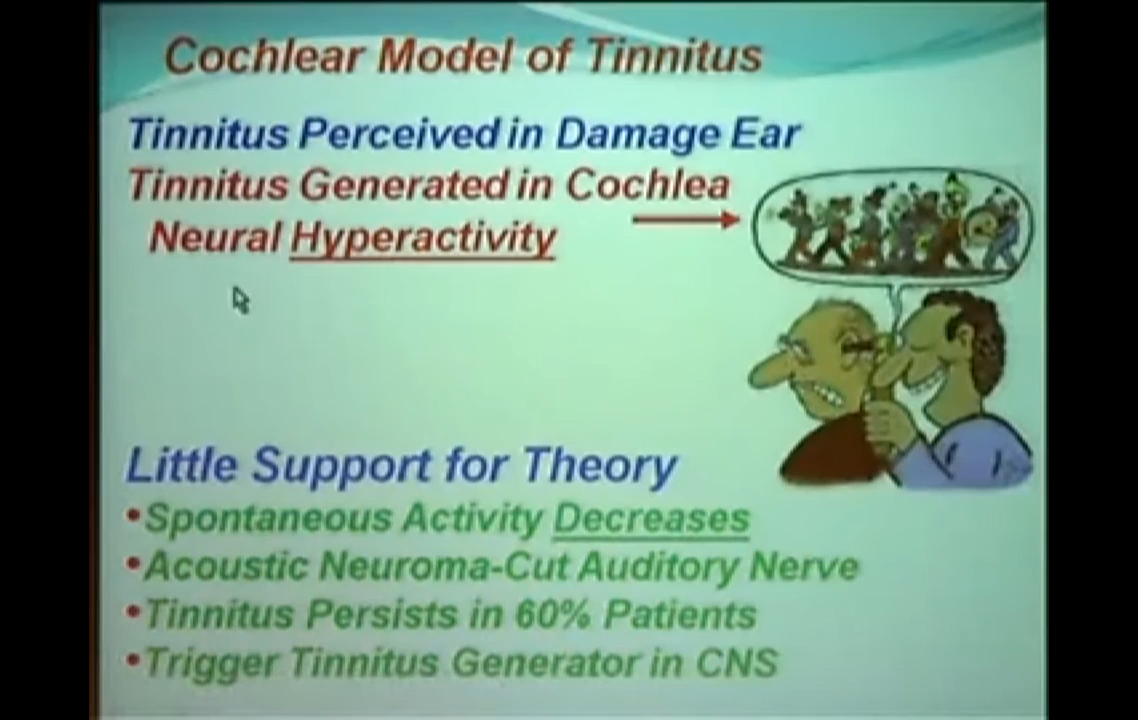 Cochlear Model of Tinnitus
Tinnitus Perceived in Damage Ear
Tinnitus Generated in Cochlea
Neural Hyperactivity
Little Support for Theory
•Spontaneous Activity Decreases
•Acoustic Neuroma-Cut Auditory Nerve
•Tinnitus Persists in 60% Patients
•Trigger Tinnitus Generator in CNS